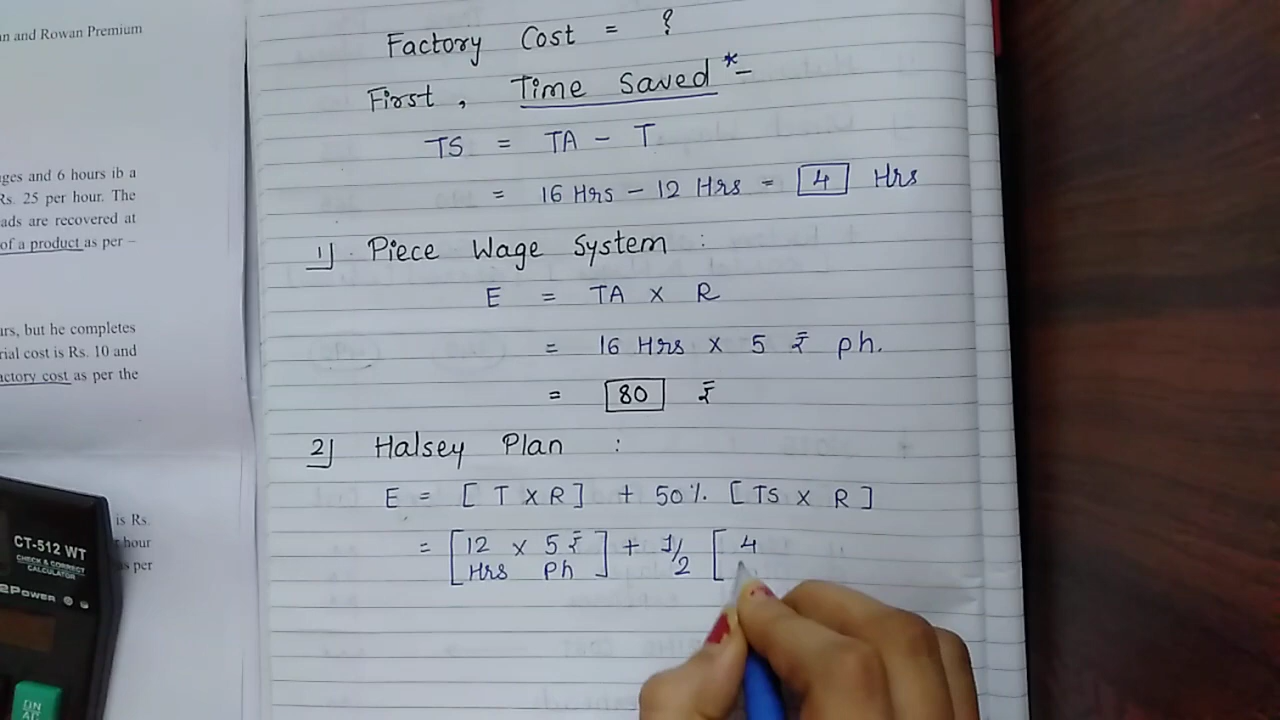 an and Rowan Premium
ges and 6 hours ib a
Rs. 25 per hour. The
ads are recovered at
of a product as per –
urs, but he completes
rial cost is Rs. 10 and
actory cost as per the
is Rs.
hour
as per
CT-512 WT
CHECK & CORRECT
CALCULATOR
POWER
Factory Cost = ?
First , Time Saved *-
TS = TA - T
= 16 Hrs - 12 Hrs = 4 Hrs
1] . Piece Wage System :
E = TA X R
= 16 Hrs X 5 ₹ ph.
= 80 ₹
2] Halsey Plan :
E = [ T X R ] + 50%. [ TS X R ]
= [ 12 X 5 ₹ ] + 1/2 [ 4
Hrs Ph